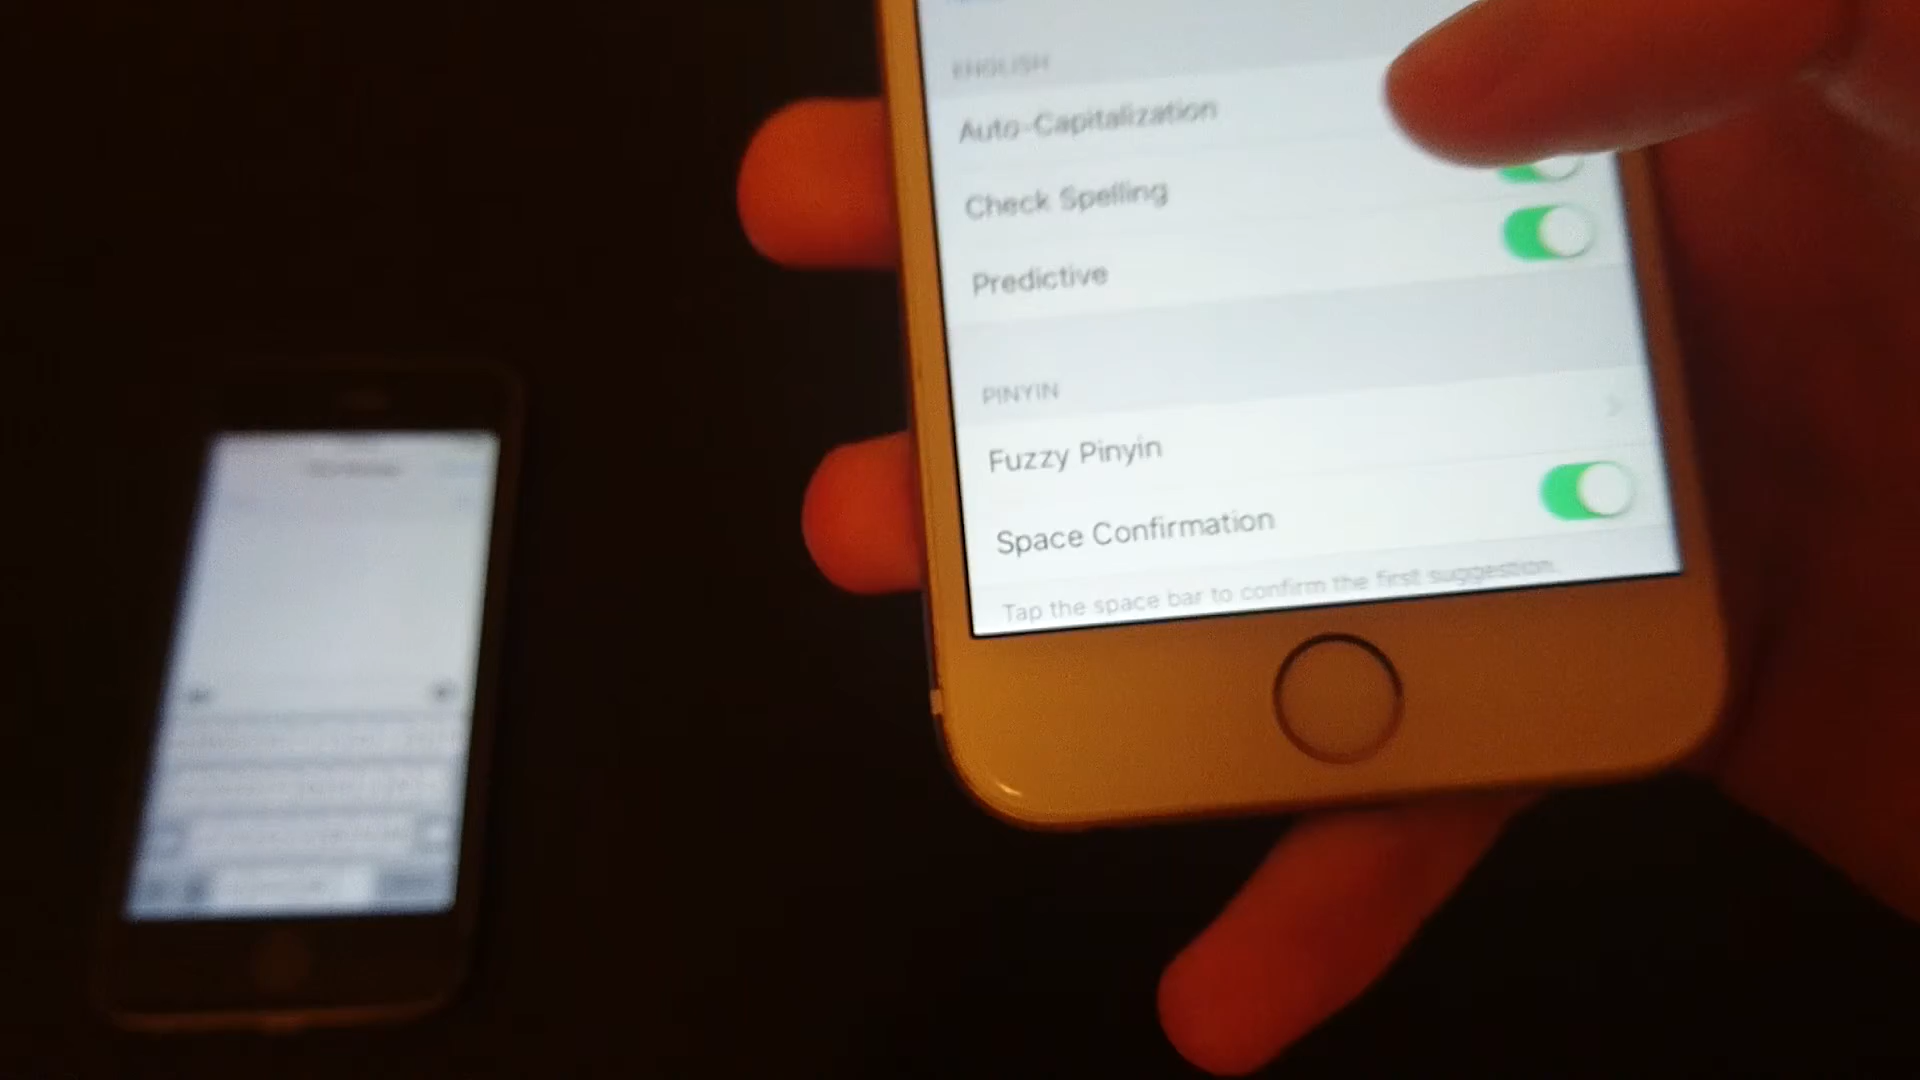 ENGLISH
Auto-Capitalization
Check Spelling
Predictive
PINYIN
Fuzzy Pinyin
Space Confirmation
Tap the space bar to confirm the first suggestion.